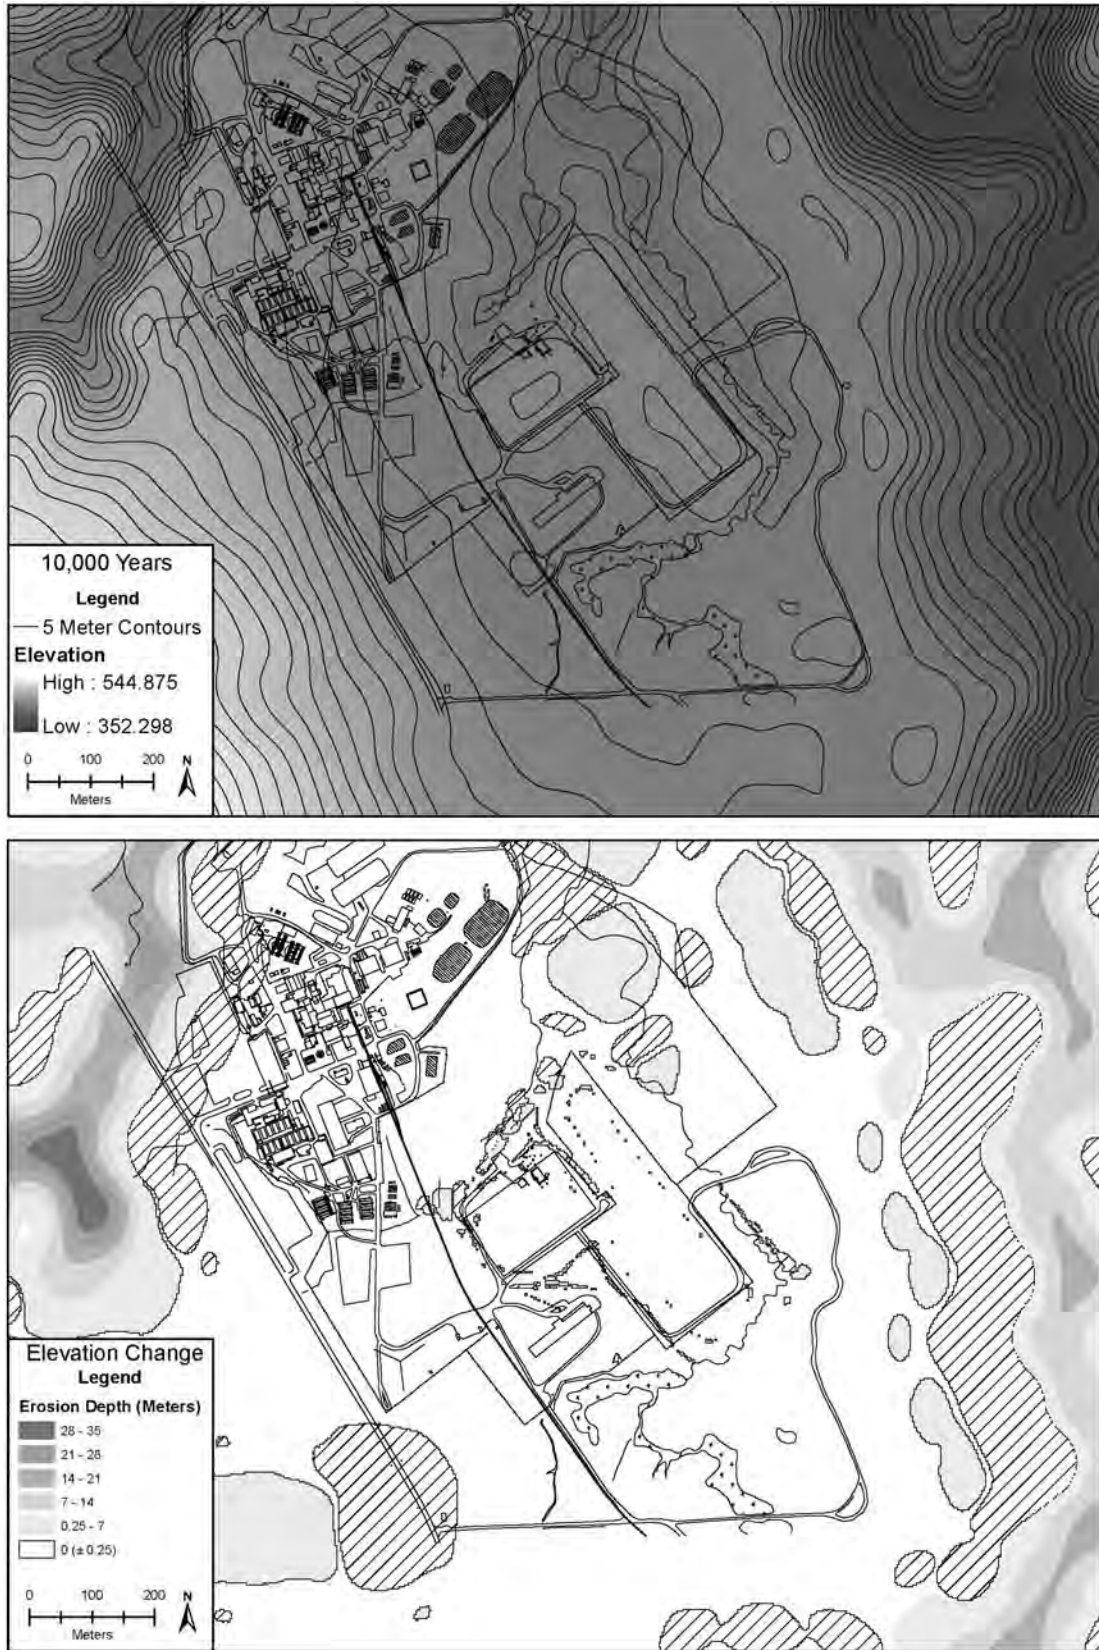 10,000 Years
Legend
5 Meter Contours
Elevation
High : 544.875
Low : 352.298
0 100 200
N
Meters
Elevation Change
Legend
Erosion Depth (Meters)
28 - 35
21 - 28
14 - 21
7 - 14
0.25 - 7
0 (± 0.25)
0 100 200
N
Meters